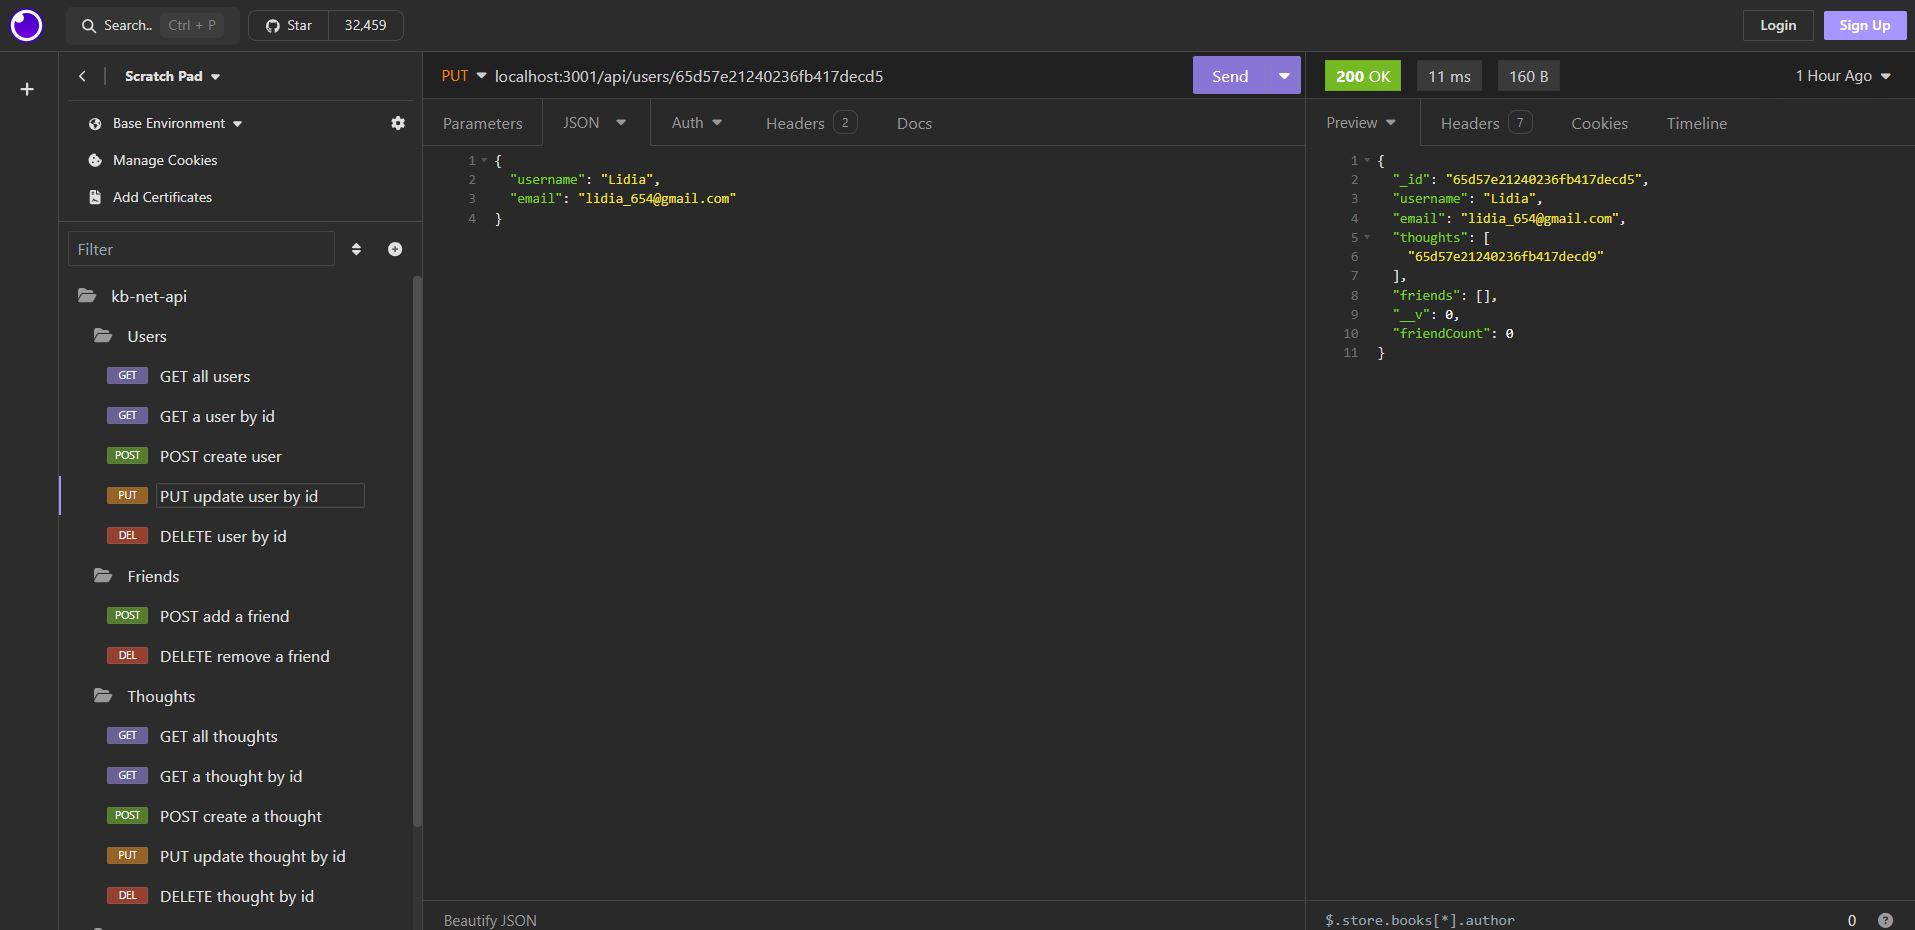 Search.. Ctrl + P Star 32,459 Login Sign Up
Scratch Pad
Base Environment
Manage Cookies
Add Certificates
Filter
kb-net-api
Users
GET GET all users
GET GET a user by id
POST POST create user
PUT PUT update user by id
DEL DELETE user by id
Friends
POST POST add a friend
DEL DELETE remove a friend
Thoughts
GET GET all thoughts
GET GET a thought by id
POST POST create a thought
PUT PUT update thought by id
DEL DELETE thought by id
PUT localhost:3001/api/users/65d57e21240236fb417decd5 Send
Parameters JSON Auth Headers 2 Docs
1 {
2 "username": "Lidia",
3 "email": "lidia_654@gmail.com"
4 }
Beautify JSON
200 OK 11 ms 160 B 1 Hour Ago
Preview Headers 7 Cookies Timeline
1 {
2 "_id": "65d57e21240236fb417decd5",
3 "username": "Lidia",
4 "email": "lidia_654@gmail.com",
5 "thoughts": [
6 "65d57e21240236fb417decd9"
7 ],
8 "friends": [],
9 "__v": 0,
10 "friendCount": 0
11 }
$.store.books[*].author 0 ?